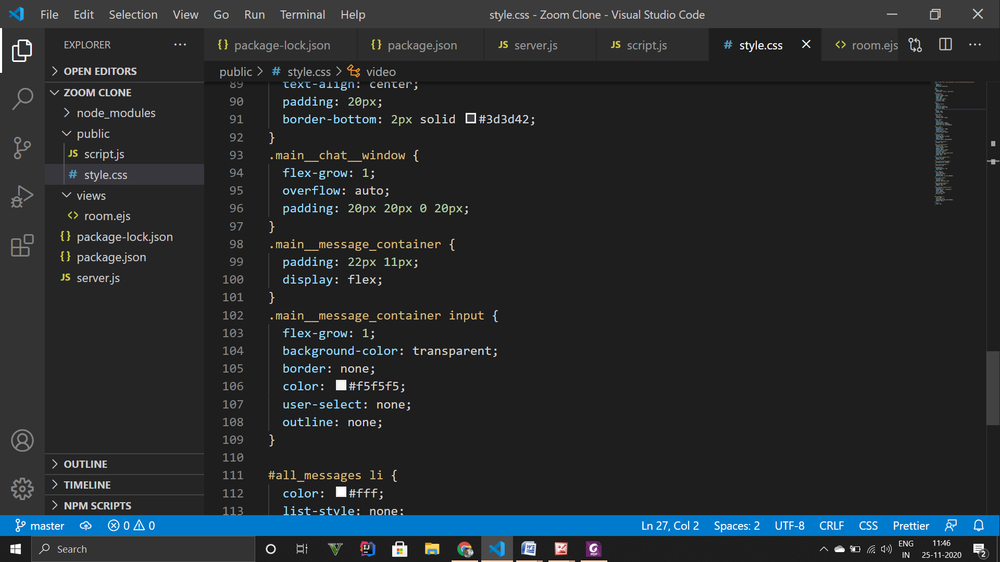 File Edit Selection View Go Run Terminal Help
style.css - Zoom Clone - Visual Studio Code
EXPLORER
OPEN EDITORS
ZOOM CLONE
node_modules
public
JS script.js
# style.css
views
<> room.ejs
{} package-lock.json
{} package.json
JS server.js
OUTLINE
TIMELINE
NPM SCRIPTS
{} package-lock.json {} package.json JS server.js JS script.js # style.css <> room.ejs
public > # style.css > video
89 text-align: center;
90 padding: 20px;
91 border-bottom: 2px solid #3d3d42;
92 }
93 .main__chat__window {
94 flex-grow: 1;
95 overflow: auto;
96 padding: 20px 20px 0 20px;
97 }
98 .main__message_container {
99 padding: 22px 11px;
100 display: flex;
101 }
102 .main__message_container input {
103 flex-grow: 1;
104 background-color: transparent;
105 border: none;
106 color: #f5f5f5;
107 user-select: none;
108 outline: none;
109 }
110
111 #all_messages li {
112 color: #fff;
113 list-style: none;
master 0 0 Ln 27, Col 2 Spaces: 2 UTF-8 CRLF CSS Prettier
Search
ENG
IN
11:46
25-11-2020
2